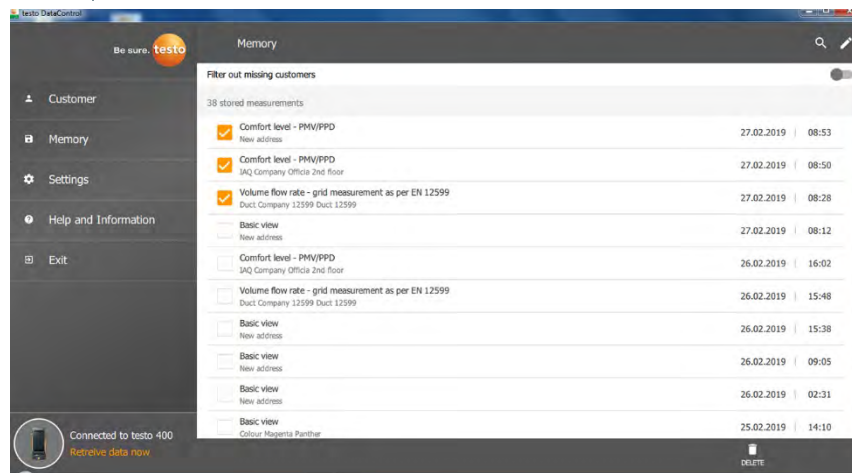 testo DataControl
Be sure. testo
Memory
Filter out missing customers
Customer
38 stored measurements
Comfort level - PMV/PPD
New address
27.02.2019 | 08:53
Memory
Comfort level - PMV/PPD
IAQ Company Officia 2nd floor
27.02.2019 | 08:50
Settings
Volume flow rate - grid measurement as per EN 12599
Duct Company 12599 Duct 12599
27.02.2019 | 08:28
Help and Information
Basic view
New address
27.02.2019 | 08:12
Exit
Comfort level - PMV/PPD
IAQ Company Officia 2nd floor
26.02.2019 | 16:02
Volume flow rate - grid measurement as per EN 12599
Duct Company 12599 Duct 12599
26.02.2019 | 15:48
Basic view
New address
26.02.2019 | 15:38
Basic view
New address
26.02.2019 | 09:05
Basic view
New address
26.02.2019 | 02:31
Basic view
Colour Magenta Panther
25.02.2019 | 14:10
Connected to testo 400
Retreive data now
DELETE